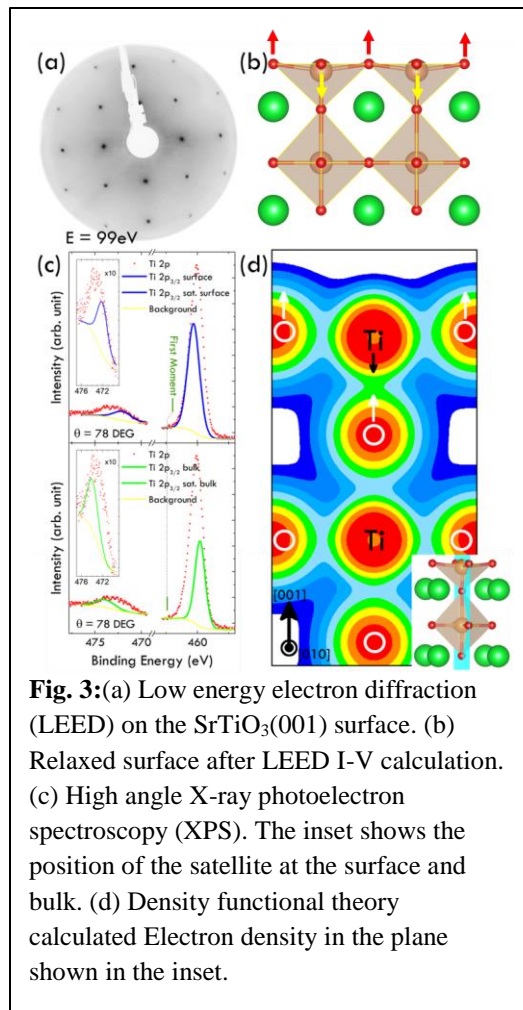 (a)
(b)
E = 99eV
(c)
Ti 2p
Ti 2p3/2 surface
Ti 2p3/2 sat. surface
Background
x10
476 472
First Moment
θ = 78 DEG
Intensity (arb. unit)
x10
Ti 2p
Ti 2p3/2 bulk
Ti 2p3/2 sat. bulk
Background
476 472
θ = 78 DEG
Intensity (arb. unit)
475 460
Binding Energy (eV)
(d)
O Ti O
O
O Ti O
[001]
[010]
O
Fig. 3:(a) Low energy electron diffraction
(LEED) on the SrTiO3(001) surface. (b)
Relaxed surface after LEED I-V calculation.
(c) High angle X-ray photoelectron
spectroscopy (XPS). The inset shows the
position of the satellite at the surface and
bulk. (d) Density functional theory
calculated Electron density in the plane
shown in the inset.